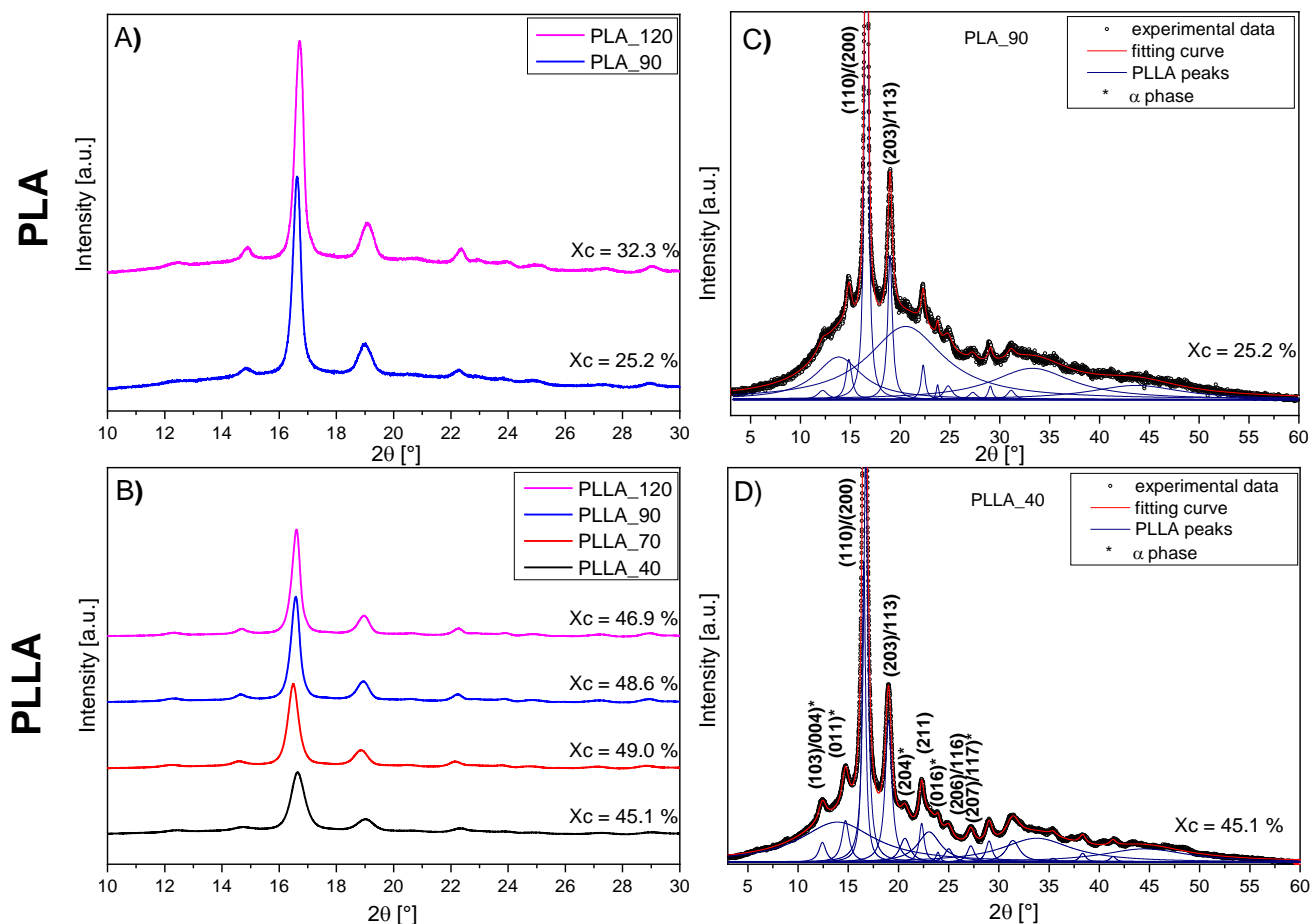 PLA
A)
PLA_120
PLA_90
Xc = 32.3 %
Xc = 25.2 %
Intensity [a.u.]
10 12 14 16 18 20 22 24 26 28 30
2θ [°]
C)
PLA_90
experimental data
fitting curve
PLLA peaks
* α phase
(110)/(200)
(203)/113)
Xc = 25.2 %
Intensity [a.u.]
5 10 15 20 25 30 35 40 45 50 55 60
2θ [°]
PLLA
B)
PLLA_120
PLLA_90
PLLA_70
PLLA_40
Xc = 46.9 %
Xc = 48.6 %
Xc = 49.0 %
Xc = 45.1 %
Intensity [a.u.]
10 12 14 16 18 20 22 24 26 28 30
2θ [°]
D)
PLLA_40
experimental data
fitting curve
PLLA peaks
* α phase
(103)/004)*
(011)*
(110)/(200)
(203)/113)
(204)*
(211)
(016)*
(206)/116)
(207)/117)*
Xc = 45.1 %
Intensity [a.u.]
5 10 15 20 25 30 35 40 45 50 55 60
2θ [°]